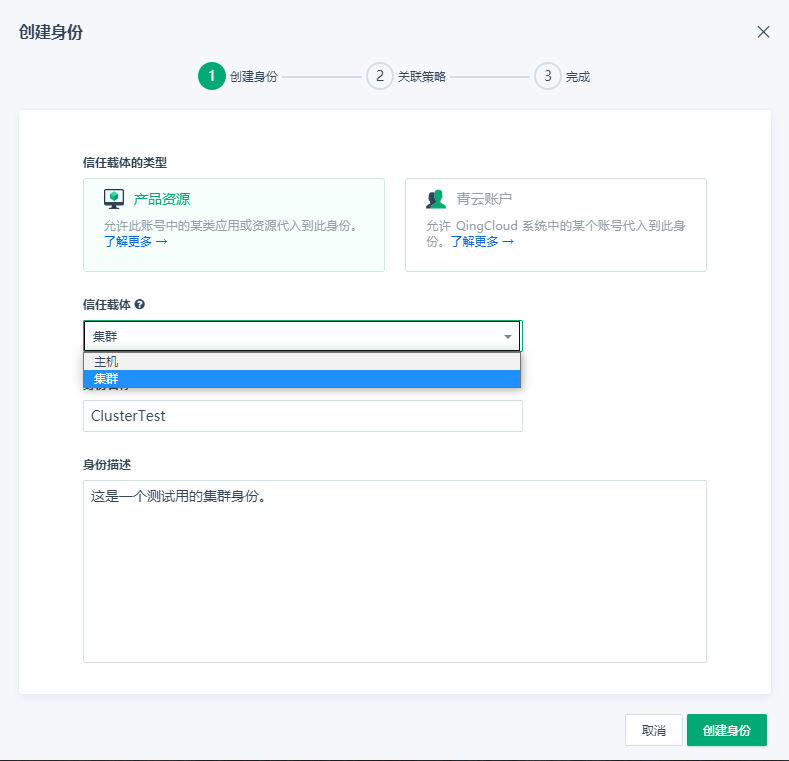 创建身份
1 创建身份 2 关联策略 3 完成
信任载体的类型
产品资源
允许此账号中的某类应用或资源代入到此身份。
了解更多 →
青云账户
允许 QingCloud 系统中的某个账号代入到此身
份。了解更多 →
信任载体
集群
主机
集群
ClusterTest
身份描述
这是一个测试用的集群身份。
取消 创建身份